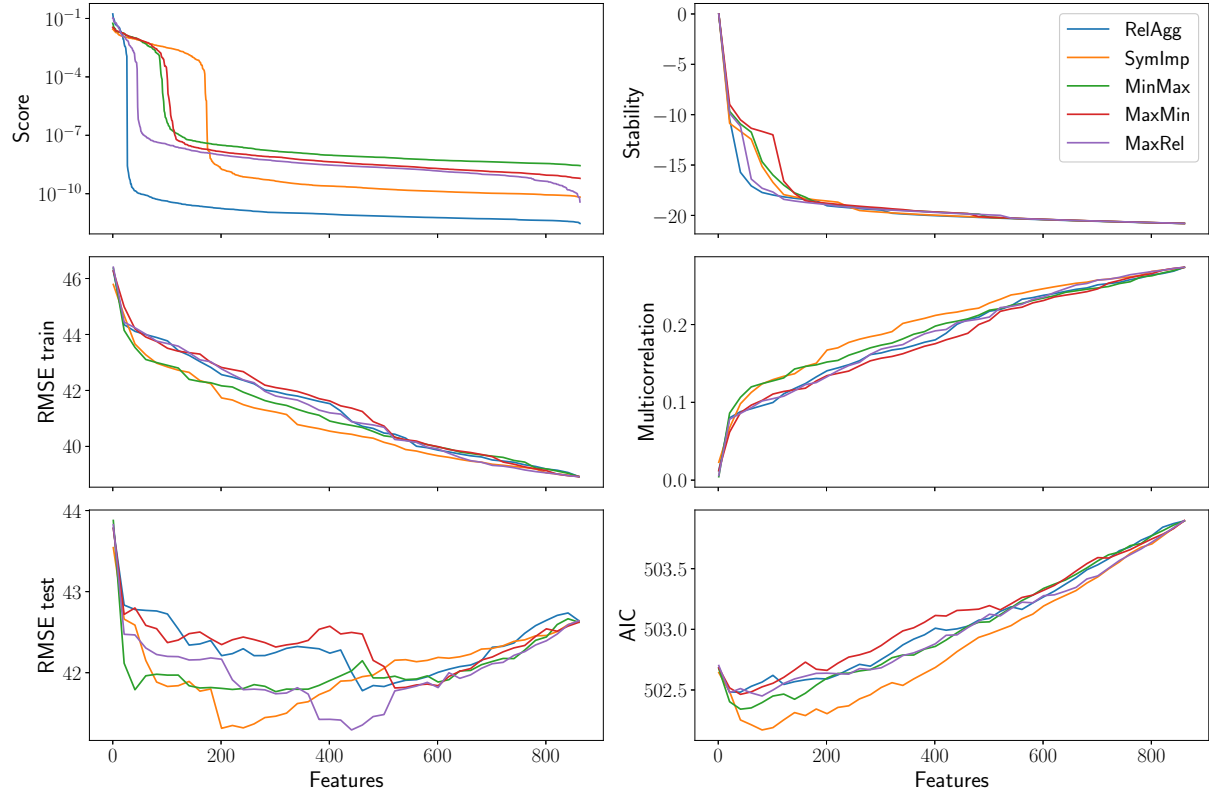 Score
10⁻¹
10⁻⁴
10⁻⁷
10⁻¹⁰
Stability
0
−5
−10
−15
−20
RelAgg
SymImp
MinMax
MaxMin
MaxRel
RMSE train
46
44
42
40
Multicorrelation
0.2
0.1
0.0
RMSE test
44
43
42
0
200
400
600
800
Features
AIC
503.5
503.0
502.5
0
200
400
600
800
Features